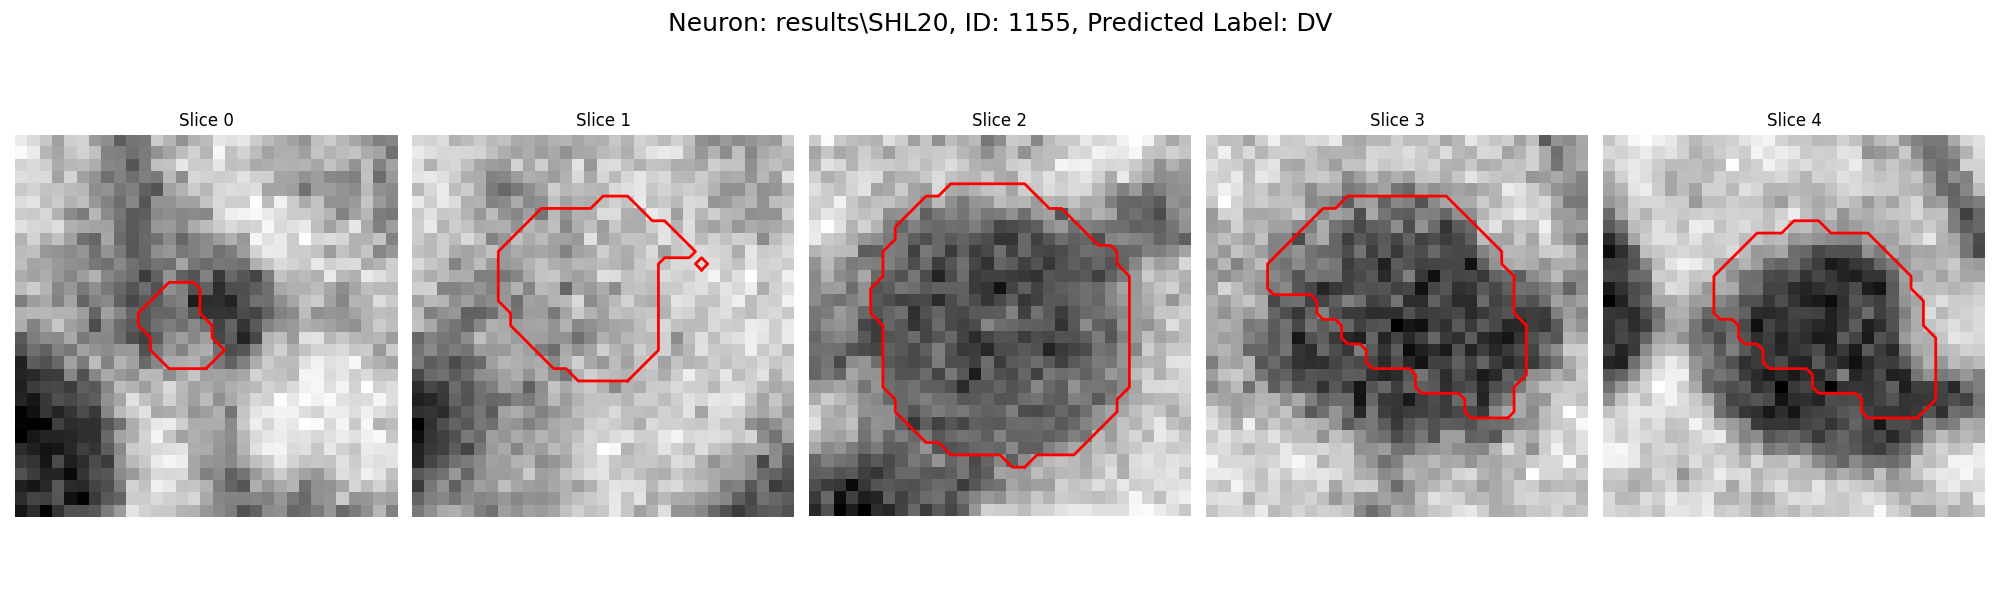 Neuron: results\SHL20, ID: 1155, Predicted Label: DV
Slice 0
Slice 1
Slice 2
Slice 3
Slice 4